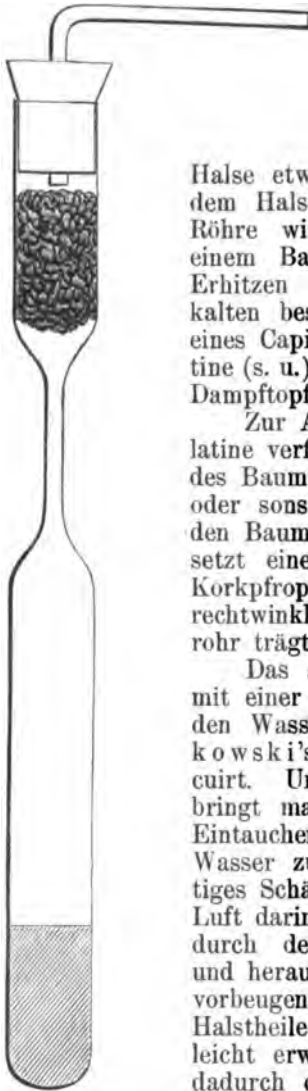 Halse etw
dem Hals
Röhre wi
einem Ba
Erhitzen
kalten bes
eines Capi
tine (s. u.)
Dampftopf
Zur A
latine verf
des Baum
oder sons
den Baum
setzt eine
Korkpfrop
rechtwinkl
rohr trägt
Das
mit einer
den Wass
kowski's
cuirt. Un
bringt ma
Eintauchen
Wasser zu
tiges Schä
Luft darin
durch de
und herau
vorbeugen
Halstheile
leicht erw
dadurch